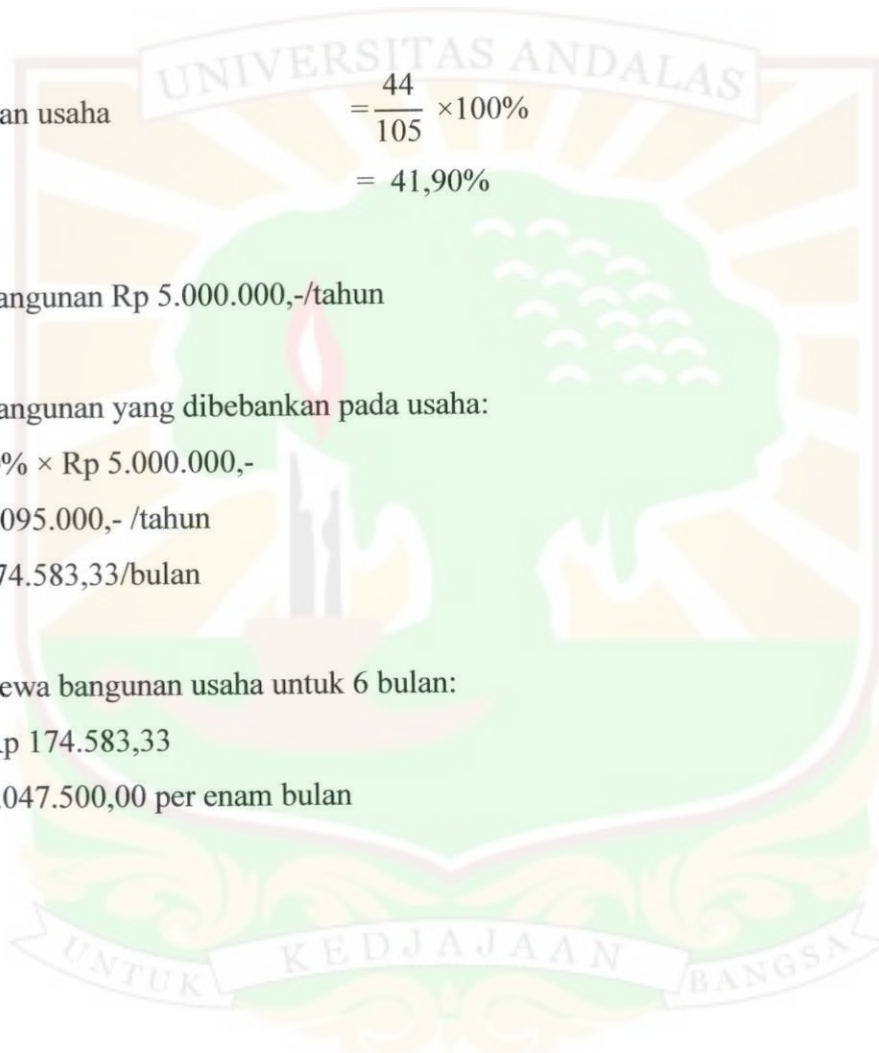 UNIVERSITAS ANDALAS
an usaha = 44/105 ×100%
= 41,90%
angunan Rp 5.000.000,-/tahun
angunan yang dibebankan pada usaha:
% × Rp 5.000.000,-
095.000,- /tahun
74.583,33/bulan
ewa bangunan usaha untuk 6 bulan:
p 174.583,33
047.500,00 per enam bulan
UNTUK KEDJAJAAN BANGSA